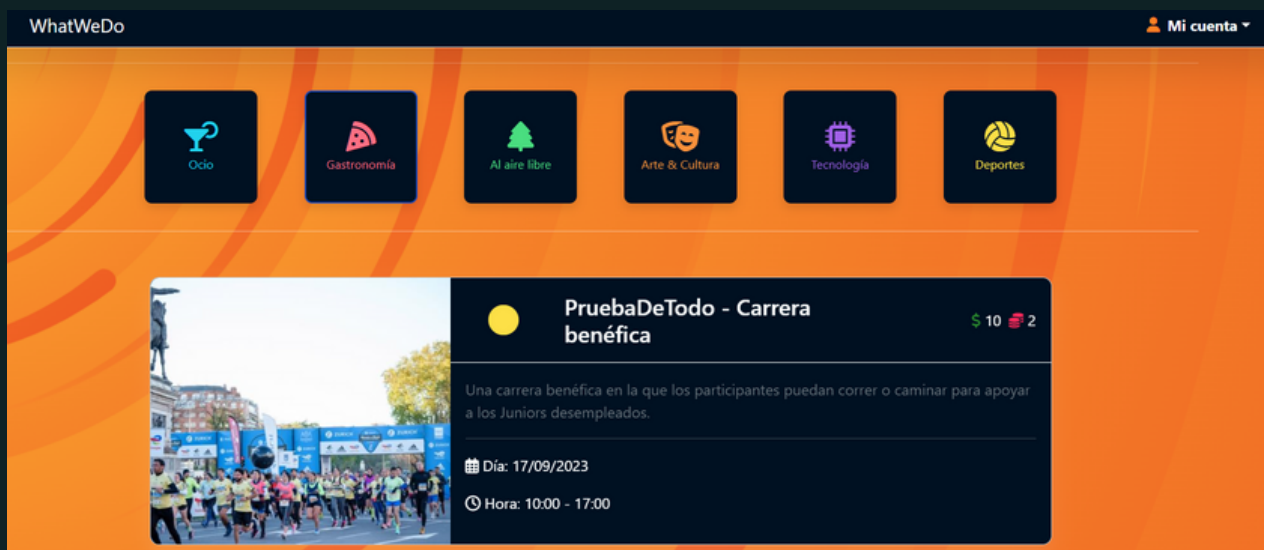 WhatWeDo
Mi cuenta
Ocio
Gastronomía
Al aire libre
Arte & Cultura
Tecnología
Deportes
PruebaDeTodo - Carrera
benéfica
$ 10 2
Una carrera benéfica en la que los participantes puedan correr o caminar para apoyar
a los Juniors desempleados.
Día: 17/09/2023
Hora: 10:00 - 17:00
ZURICH
ZURICH